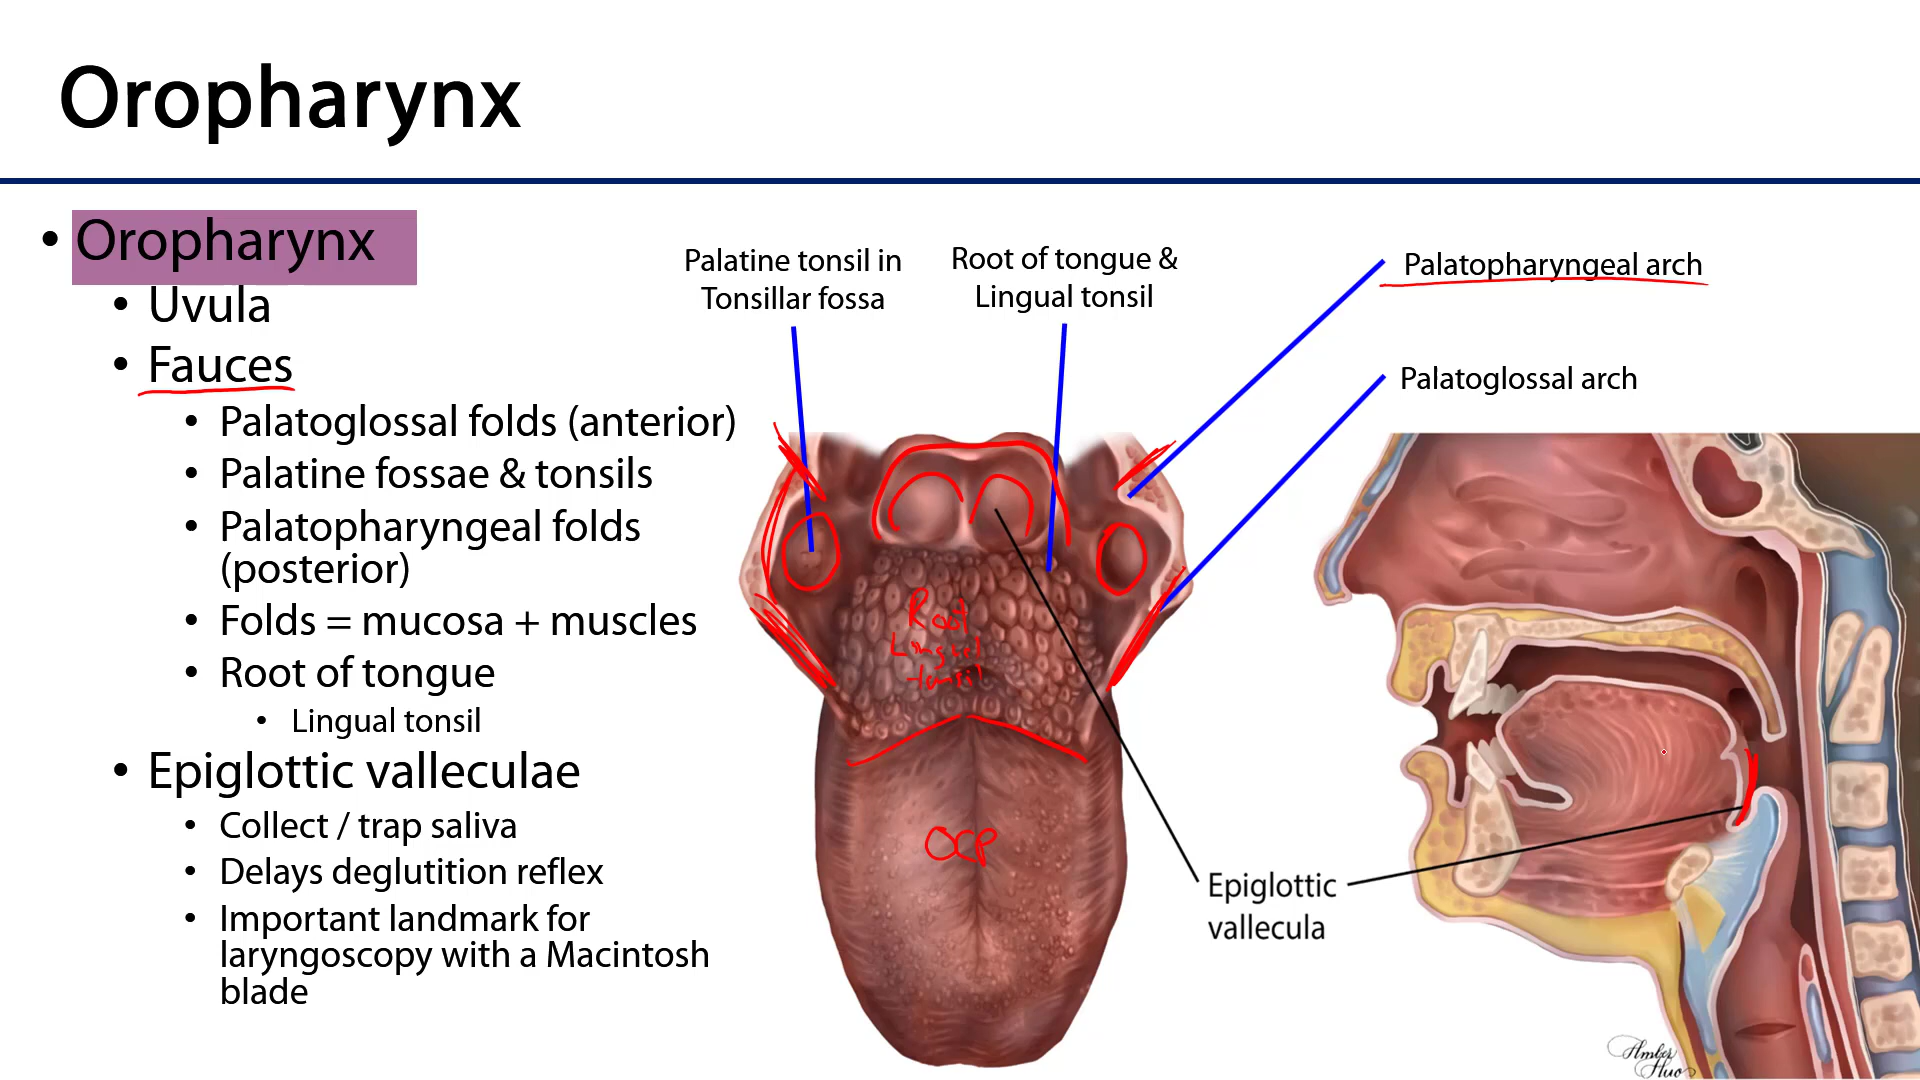 Oropharynx
• Oropharynx
• Uvula
• Fauces
• Palatoglossal folds (anterior)
• Palatine fossae & tonsils
• Palatopharyngeal folds
(posterior)
• Folds = mucosa + muscles
• Root of tongue
• Lingual tonsil
• Epiglottic valleculae
• Collect / trap saliva
• Delays deglutition reflex
• Important landmark for
laryngoscopy with a Macintosh
blade
Palatine tonsil in
Tonsillar fossa
Root of tongue &
Lingual tonsil
Palatopharyngeal arch
Palatoglossal arch
Root
Lingual
tonsil
OCP
Epiglottic
vallecula
Amber
Huo